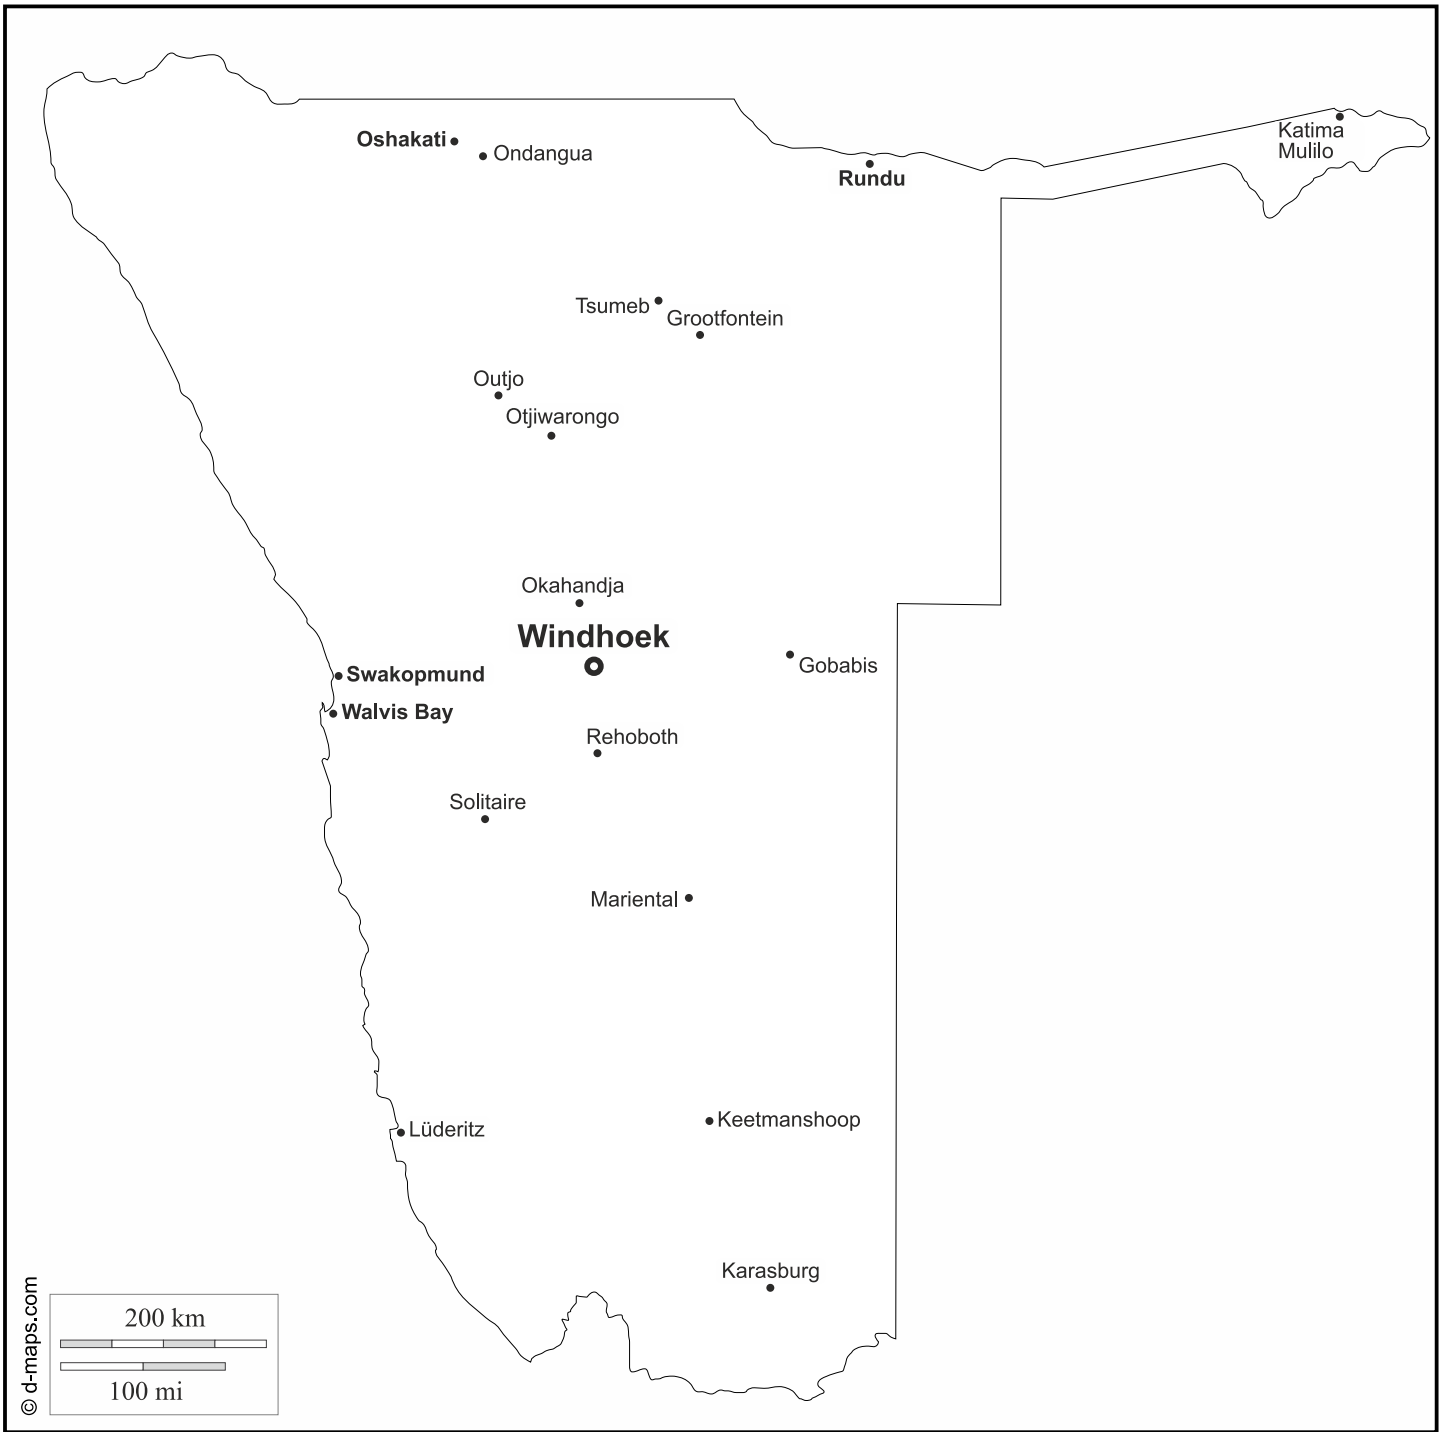 Katima
Mulilo
Oshakati
Ondangua
Rundu
Tsumeb
Grootfontein
Outjo
Otjiwarongo
Okahandja
Windhoek
Gobabis
Swakopmund
Walvis Bay
Rehoboth
Solitaire
Mariental
Keetmanshoop
Lüderitz
Karasburg
200 km
100 mi
© d-maps.com